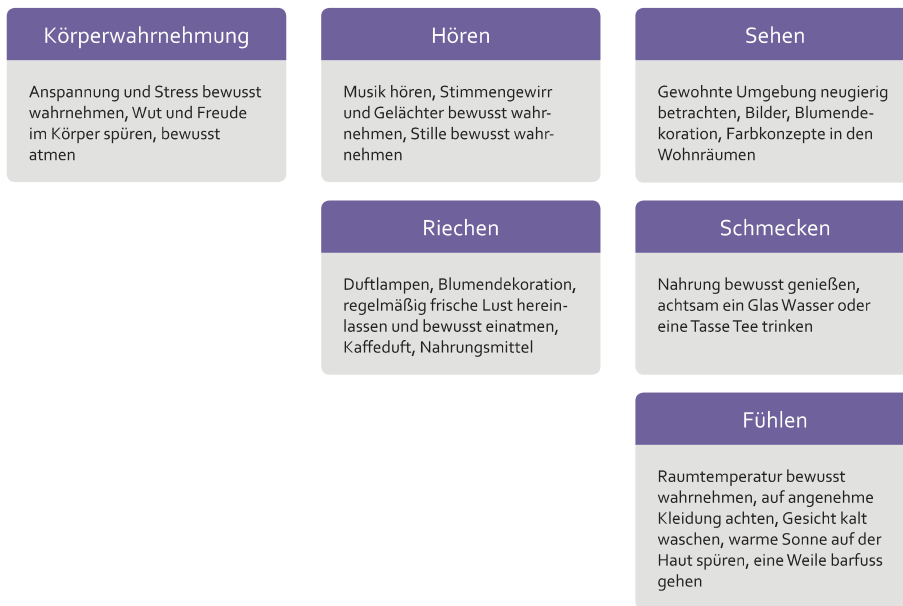 Körperwahrnehmung
Anspannung und Stress bewusst
wahrnehmen, Wut und Freude
im Körper spüren, bewusst
atmen
Hören
Musik hören, Stimmengewirr
und Gelächter bewusst wahr-
nehmen, Stille bewusst wahr-
nehmen
Sehen
Gewohnte Umgebung neugierig
betrachten, Bilder, Blumende-
koration, Farbkonzepte in den
Wohnräumen
Riechen
Duftlampen, Blumendekoration,
regelmäßig frische Lust herein-
lassen und bewusst einatmen,
Kaffeduft, Nahrungsmittel
Schmecken
Nahrung bewusst genießen,
achtsam ein Glas Wasser oder
eine Tasse Tee trinken
Fühlen
Raumtemperatur bewusst
wahrnehmen, auf angenehme
Kleidung achten, Gesicht kalt
waschen, warme Sonne auf der
Haut spüren, eine Weile barfuss
gehen